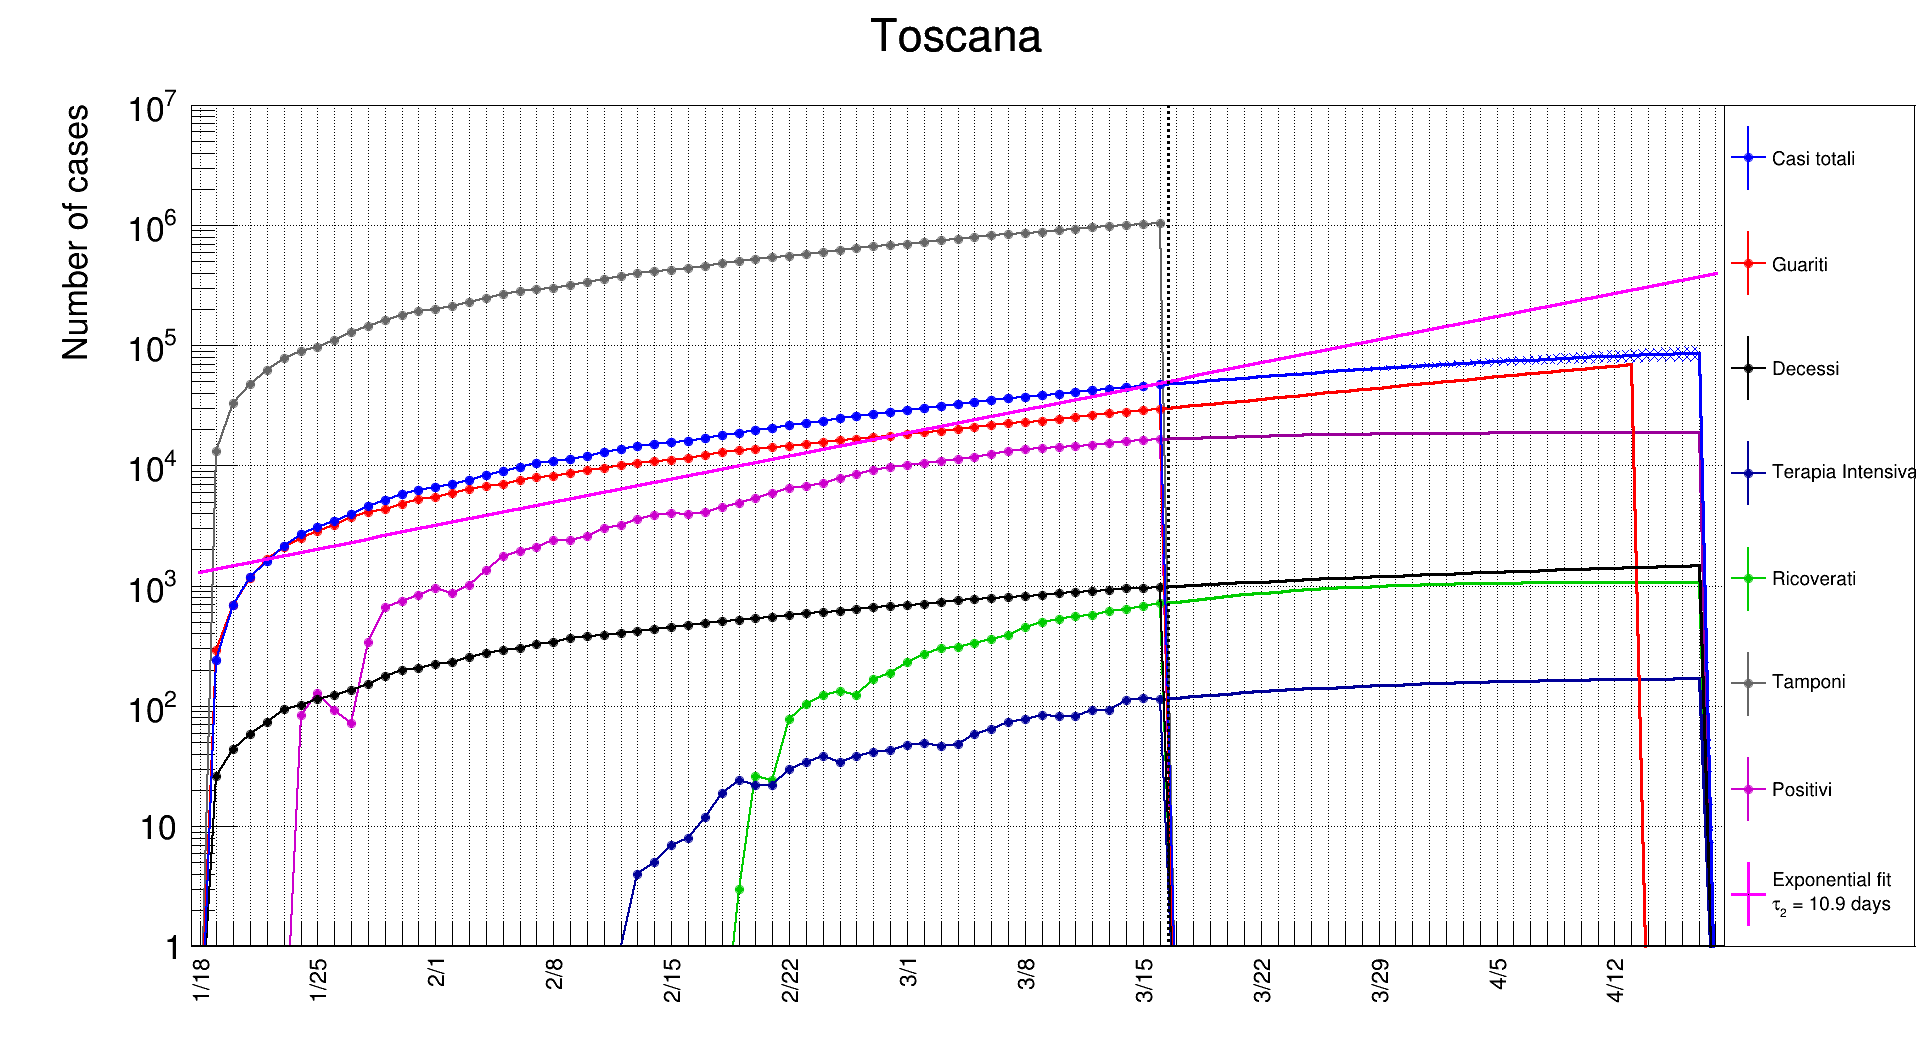 Toscana
Number of cases
10^7
10^6
10^5
10^4
10^3
10^2
10
1
1/18 1/25 2/1 2/8 2/15 2/22 3/1 3/8 3/15 3/22 3/29 4/5 4/12
Casi totali
Guariti
Decessi
Terapia Intensiva
Ricoverati
Tamponi
Positivi
Exponential fit
τ₂ = 10.9 days